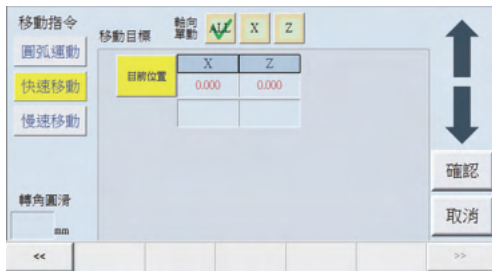 移動指令
圓弧運動
快速移動
慢速移動
轉角圓滑
mm
移動目標
軸向
單動
ALL
X
Z
目前位置
X
Z
0.000
0.000
確認
取消
<<
>>